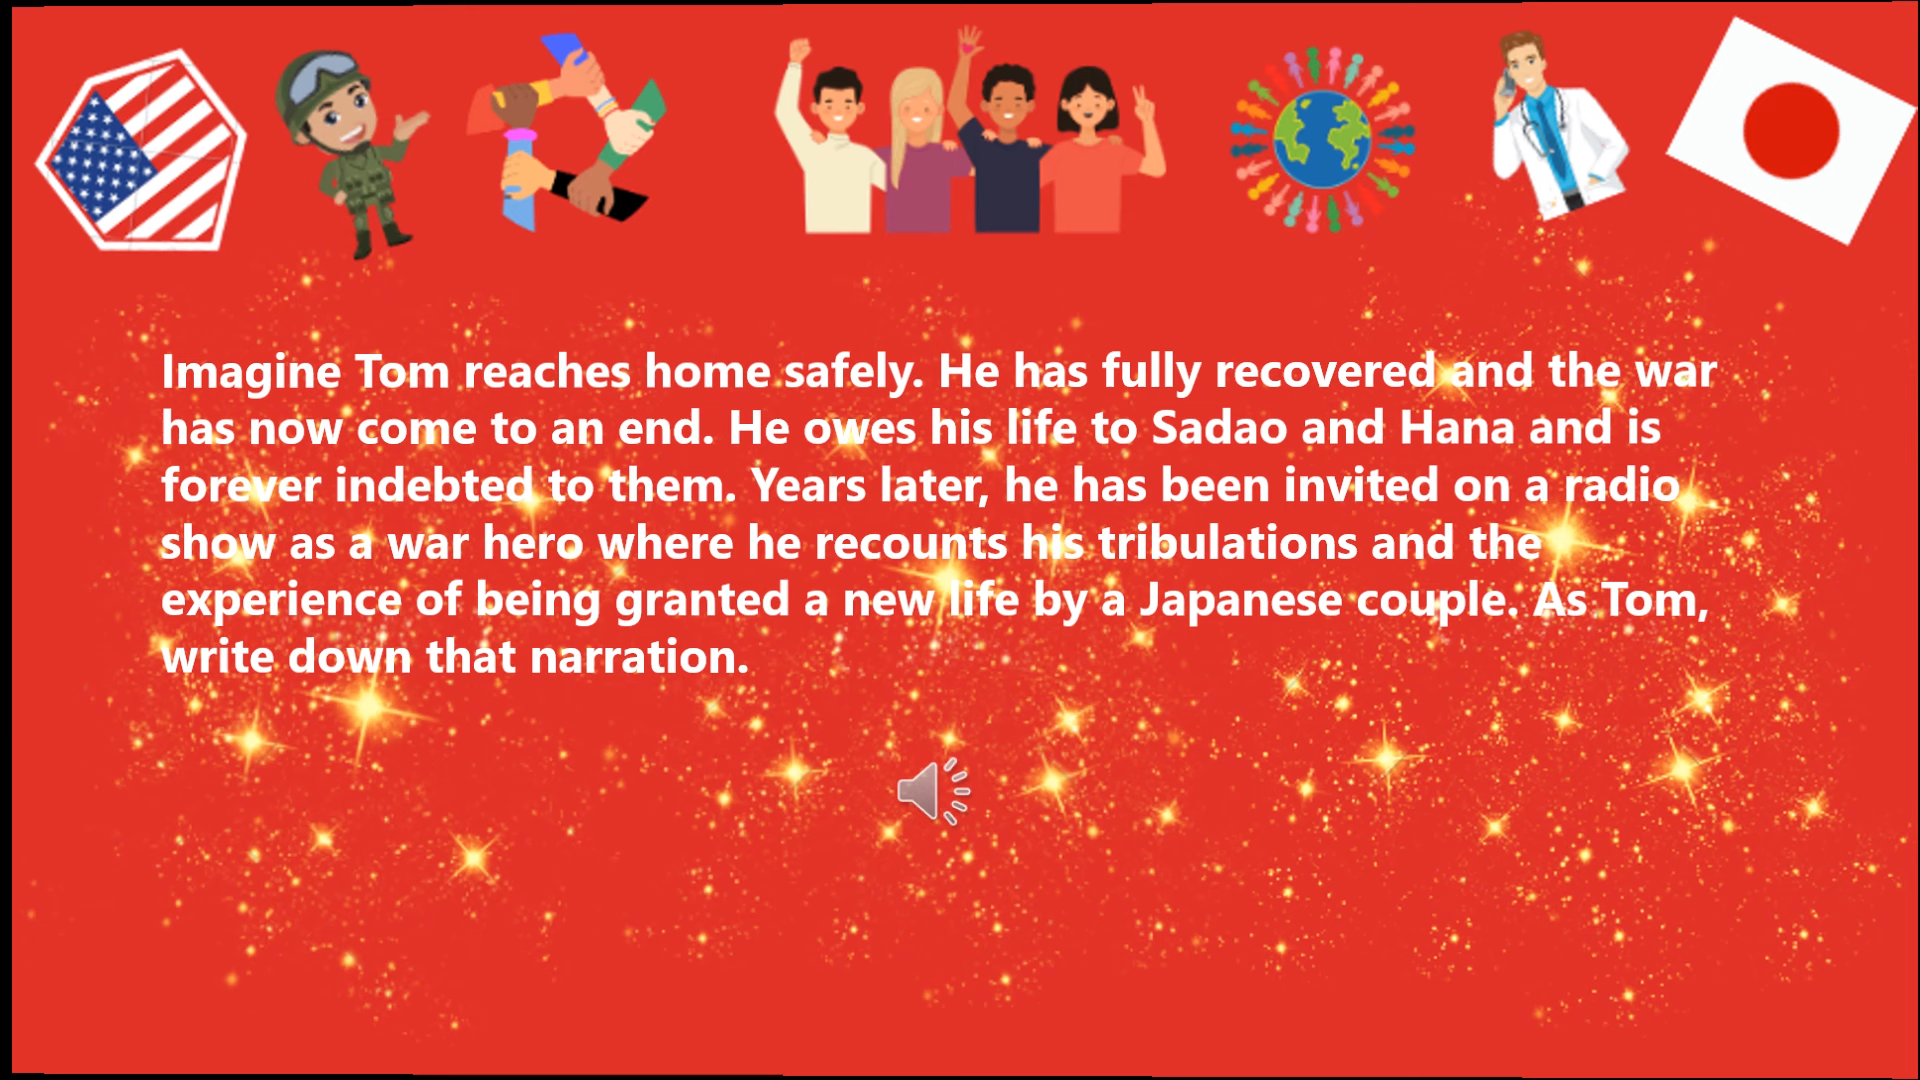 Imagine Tom reaches home safely. He has fully recovered and the war
has now come to an end. He owes his life to Sadao and Hana and is
forever indebted to them. Years later, he has been invited on a radio
show as a war hero where he recounts his tribulations and the
experience of being granted a new life by a Japanese couple. As Tom,
write down that narration.